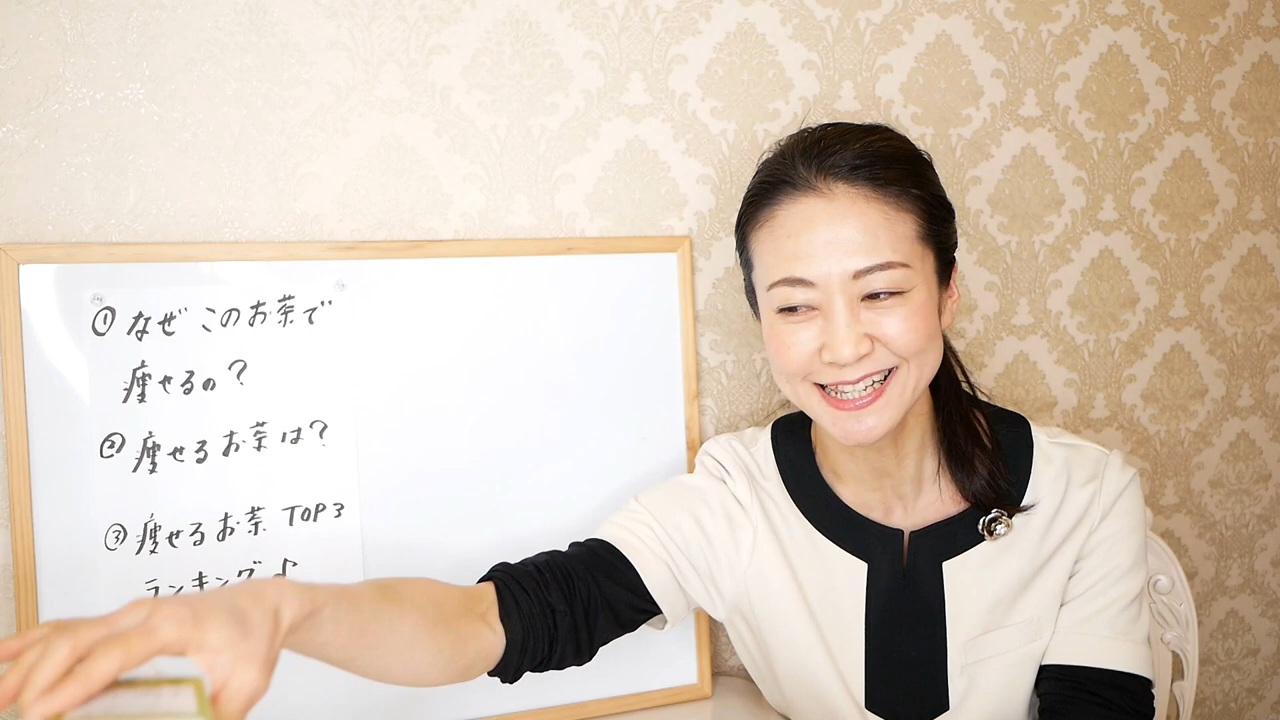 ① なぜ このお茶で
痩せるの？
② 痩せるお茶は？
③ 痩せるお茶 TOP3
ランキング♪